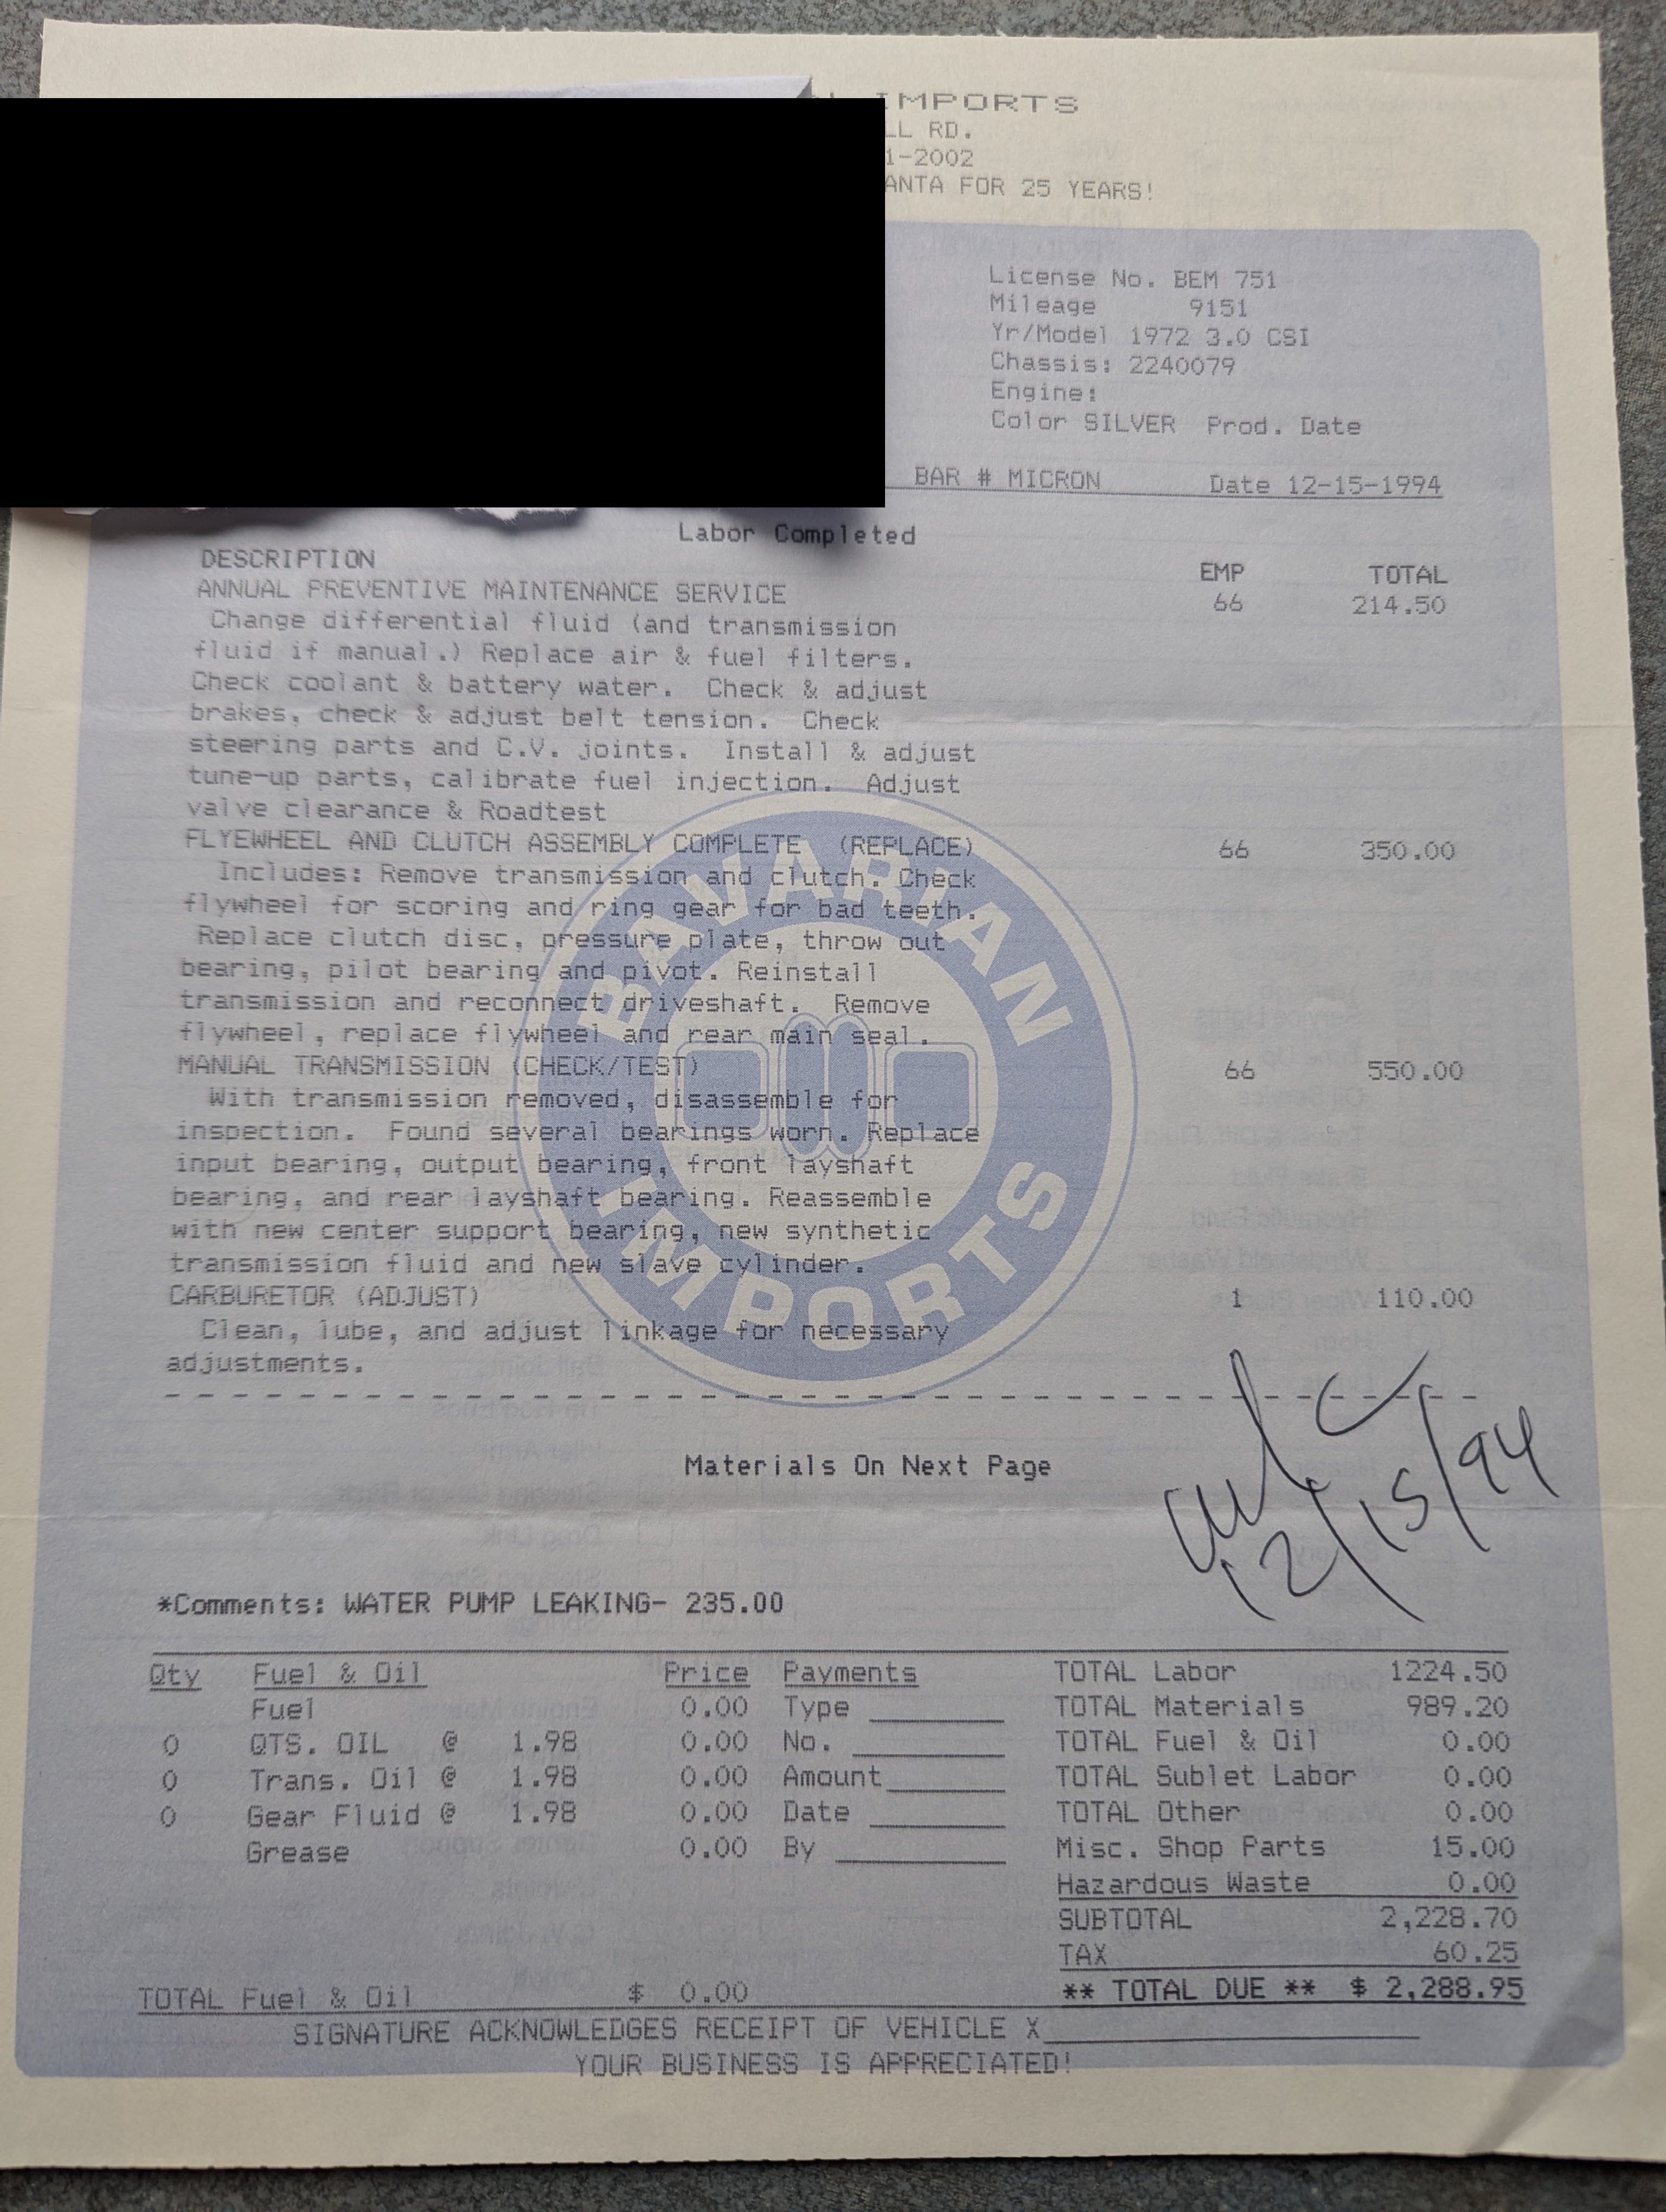 IMPORTS
LL RD.
1-2002
ANTA FOR 25 YEARS!
License No. BEM 751
Mileage 9151
Yr/Model 1972 3.0 CSI
Chassis: 2240079
Engine:
Color SILVER Prod. Date
BAR # MICRON Date 12-15-1994
Labor Completed
DESCRIPTION EMP TOTAL
ANNUAL PREVENTIVE MAINTENANCE SERVICE 66 214.50
Change differential fluid (and transmission
fluid if manual.) Replace air & fuel filters.
Check coolant & battery water. Check & adjust
brakes, check & adjust belt tension. Check
steering parts and C.V. joints. Install & adjust
tune-up parts, calibrate fuel injection. Adjust
valve clearance & Roadtest
FLYEWHEEL AND CLUTCH ASSEMBLY COMPLETE (REPLACE) 66 350.00
Includes: Remove transmission and clutch. Check
flywheel for scoring and ring gear for bad teeth.
Replace clutch disc, pressure plate, throw out
bearing, pilot bearing and pivot. Reinstall
transmission and reconnect driveshaft. Remove
flywheel, replace flywheel and rear main seal.
MANUAL TRANSMISSION (CHECK/TEST) 66 550.00
With transmission removed, disassemble for
inspection. Found several bearings worn. Replace
input bearing, output bearing, front layshaft
bearing, and rear layshaft bearing. Reassemble
with new center support bearing, new synthetic
transmission fluid and new slave cylinder.
CARBURETOR (ADJUST) 1 110.00
Clean, lube, and adjust linkage for necessary
adjustments.
BAVARIAN
IMPORTS
Materials On Next Page
12/15/94
*Comments: WATER PUMP LEAKING- 235.00
Qty Fuel & Oil Price Payments TOTAL Labor 1224.50
Fuel 0.00 Type TOTAL Materials 989.20
0 QTS. OIL @ 1.98 0.00 No. TOTAL Fuel & Oil 0.00
0 Trans. Oil @ 1.98 0.00 Amount TOTAL Sublet Labor 0.00
0 Gear Fluid @ 1.98 0.00 Date TOTAL Other 0.00
Grease 0.00 By Misc. Shop Parts 15.00
Hazardous Waste 0.00
SUBTOTAL 2,228.70
TAX 60.25
TOTAL Fuel & Oil $ 0.00 ** TOTAL DUE ** $ 2,288.95
SIGNATURE ACKNOWLEDGES RECEIPT OF VEHICLE X
YOUR BUSINESS IS APPRECIATED!